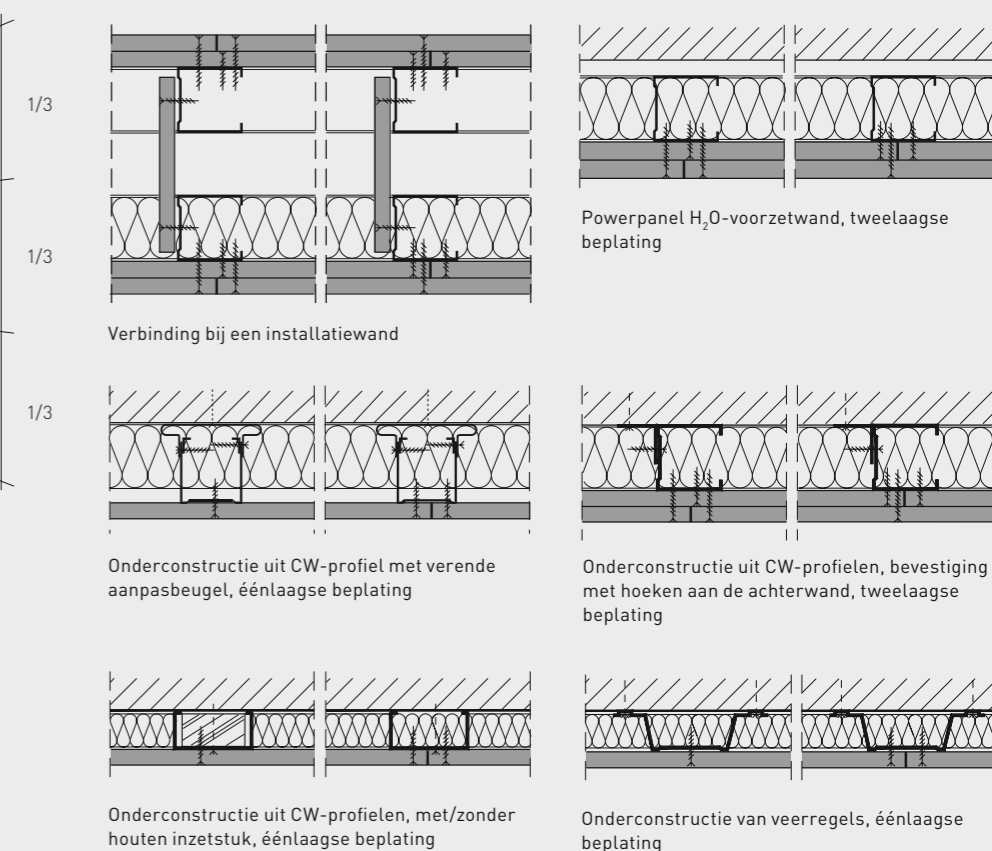 1/3
1/3
1/3
Verbinding bij een installatiewand
Powerpanel H₂O-voorzetwand, tweelaagse
beplating
Onderconstructie uit CW-profiel met verende
aanpasbeugel, éénlaagse beplating
Onderconstructie uit CW-profielen, bevestiging
met hoeken aan de achterwand, tweelaagse
beplating
Onderconstructie uit CW-profielen, met/zonder
houten inzetstuk, éénlaagse beplating
Onderconstructie van veerregels, éénlaagse
beplating